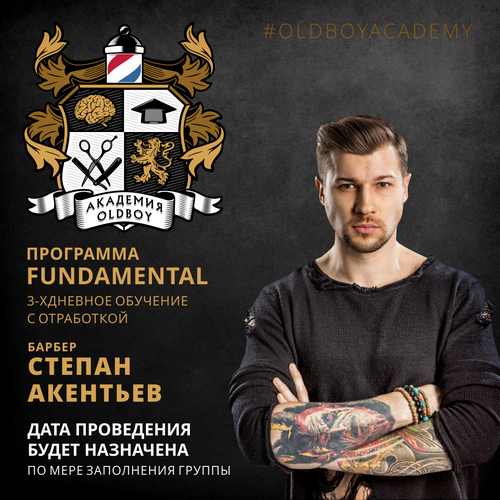 #OLDBOYACADEMY
АКАДЕМИЯ
OLDBOY
ПРОГРАММА
FUNDAMENTAL
3-ХДНЕВНОЕ ОБУЧЕНИЕ
С ОТРАБОТКОЙ
БАРБЕР
СТЕПАН
АКЕНТЬЕВ
ДАТА ПРОВЕДЕНИЯ
БУДЕТ НАЗНАЧЕНА
ПО МЕРЕ ЗАПОЛНЕНИЯ ГРУППЫ